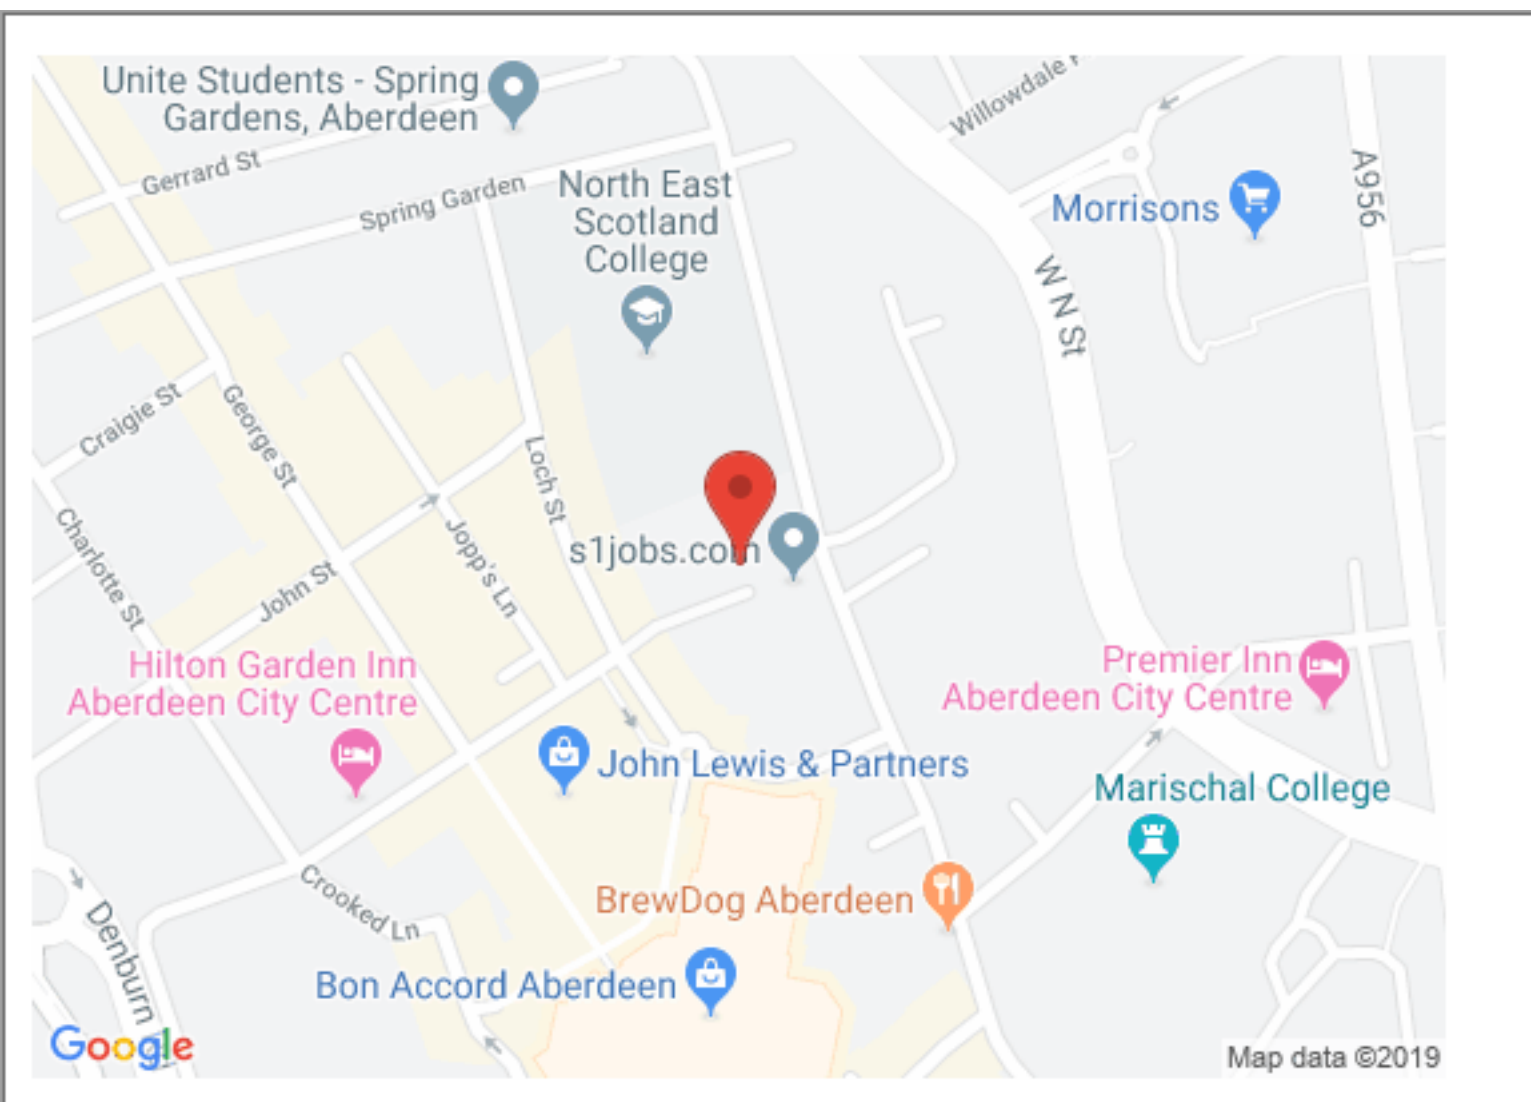 Unite Students - Spring
Gardens, Aberdeen
Gerrard St
Spring Garden
North East
Scotland
College
Willowdale
Morrisons
A956
W N St
Craigie St
George St
Loch St
Charlotte St
John St
Jopp's Ln
s1jobs.com
Hilton Garden Inn
Aberdeen City Centre
Premier Inn
Aberdeen City Centre
John Lewis & Partners
Marischal College
Crooked Ln
BrewDog Aberdeen
Denburn
Bon Accord Aberdeen
Google
Map data ©2019